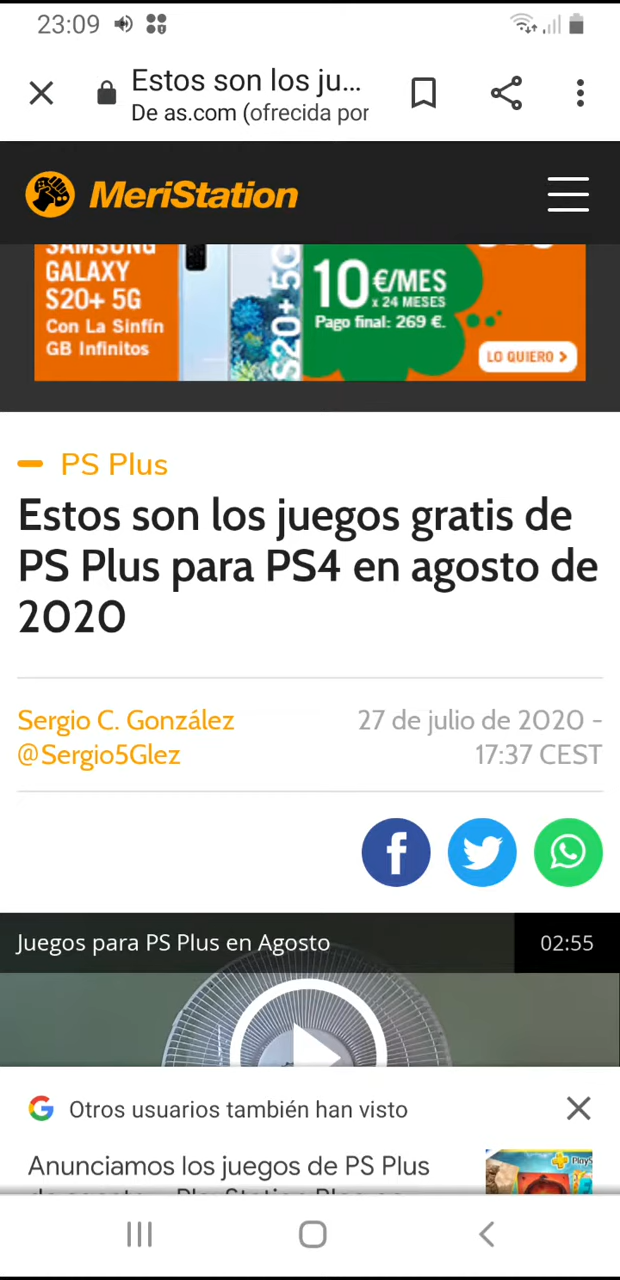 23:09
Estos son los ju...
De as.com (ofrecida por
MeriStation
SAMSUNG
GALAXY
S20+ 5G
Con La Sinfín
GB Infinitos
S20+ 5G
10€/MES
x 24 MESES
Pago final: 269 €.
LO QUIERO >
PS Plus
Estos son los juegos gratis de
PS Plus para PS4 en agosto de
2020
Sergio C. González
@Sergio5Glez
27 de julio de 2020 -
17:37 CEST
Juegos para PS Plus en Agosto
02:55
Otros usuarios también han visto
Anunciamos los juegos de PS Plus